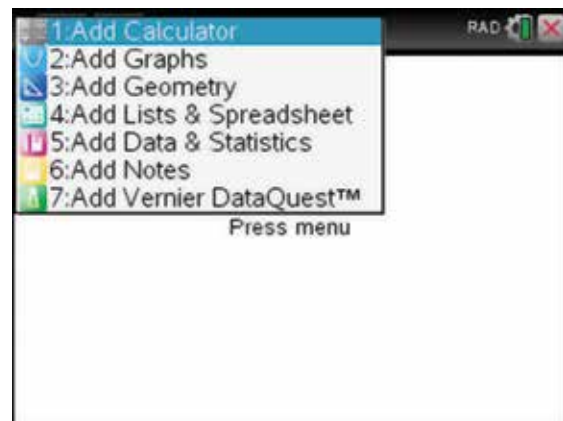 1:Add Calculator
RAD
2:Add Graphs
3:Add Geometry
4:Add Lists & Spreadsheet
5:Add Data & Statistics
6:Add Notes
7:Add Vernier DataQuest™
Press menu